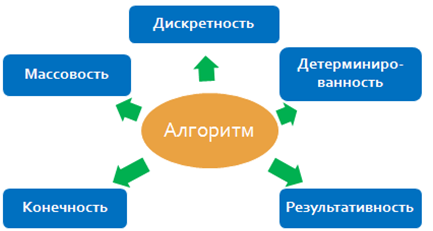 Дискретность
Массовость
Детерминиро-
ванность
Алгоритм
Конечность
Результативность